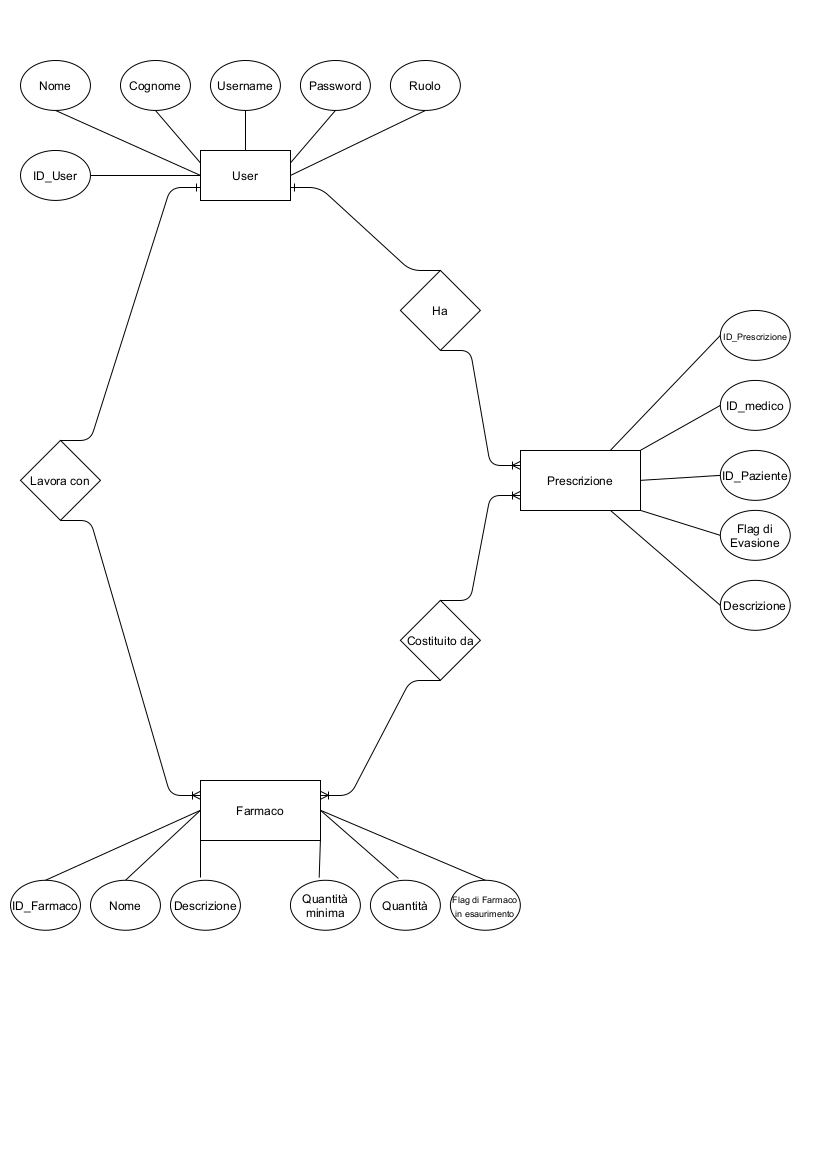 Nome
Cognome
Username
Password
Ruolo
ID_User
User
Ha
ID_Prescrizione
ID_medico
Lavora con
Prescrizione
ID_Paziente
Flag di
Evasione
Descrizione
Costituito da
Farmaco
ID_Farmaco
Nome
Descrizione
Quantità
minima
Quantità
Flag di Farmaco
in esaurimento